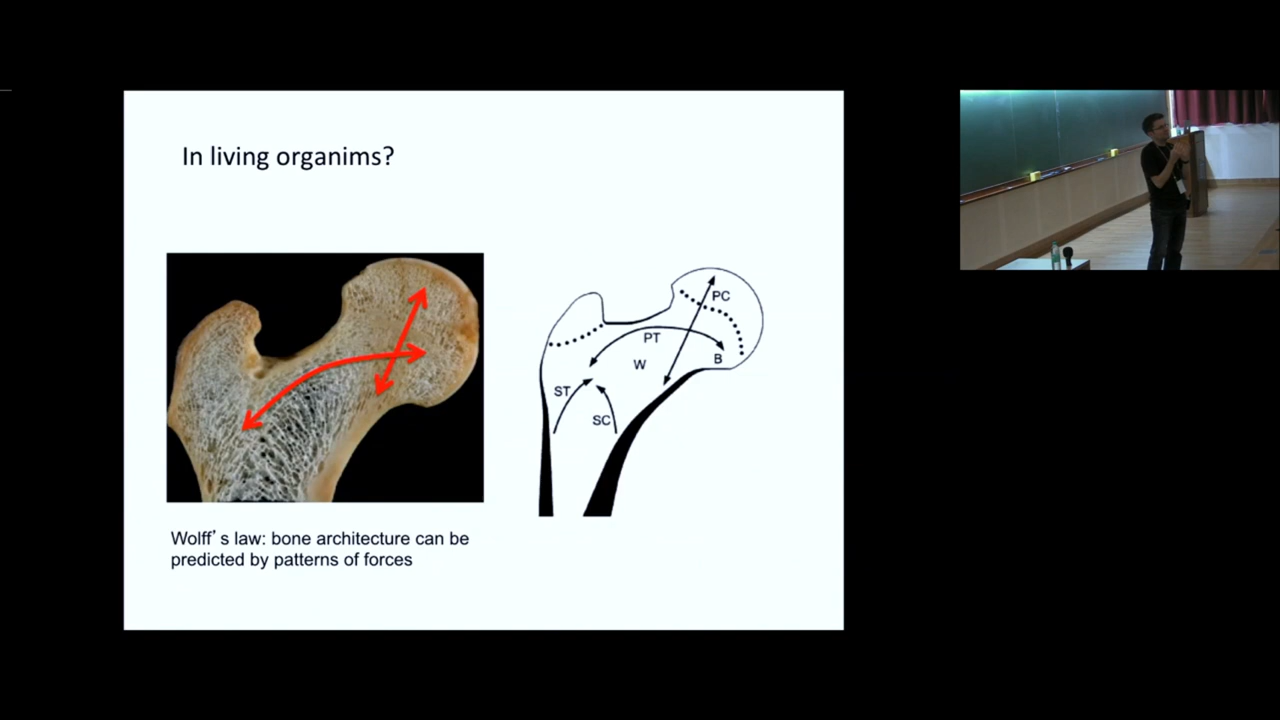 In living organims?
PC
PT
W
B
ST
SC
Wolff's law: bone architecture can be
predicted by patterns of forces